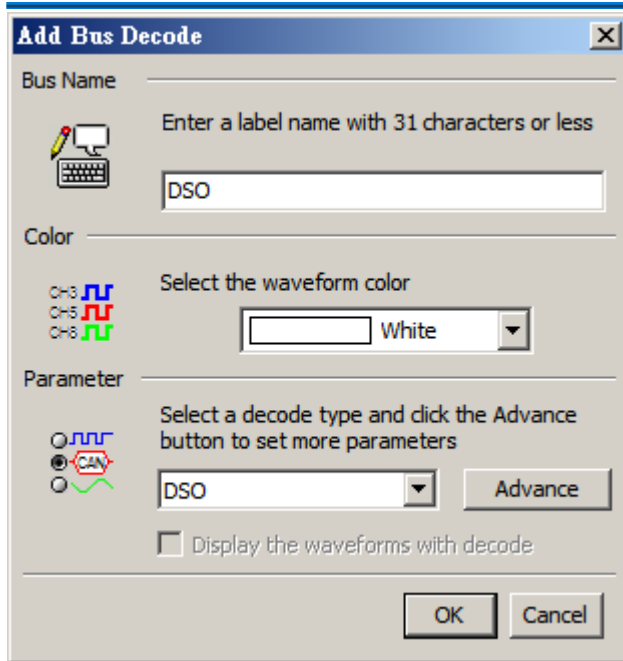 Add Bus Decode
Bus Name
Enter a label name with 31 characters or less
DSO
Color
CH3
CH5
CH8
Select the waveform color
White
Parameter
Select a decode type and click the Advance
button to set more parameters
CAN
DSO
Advance
Display the waveforms with decode
OK
Cancel